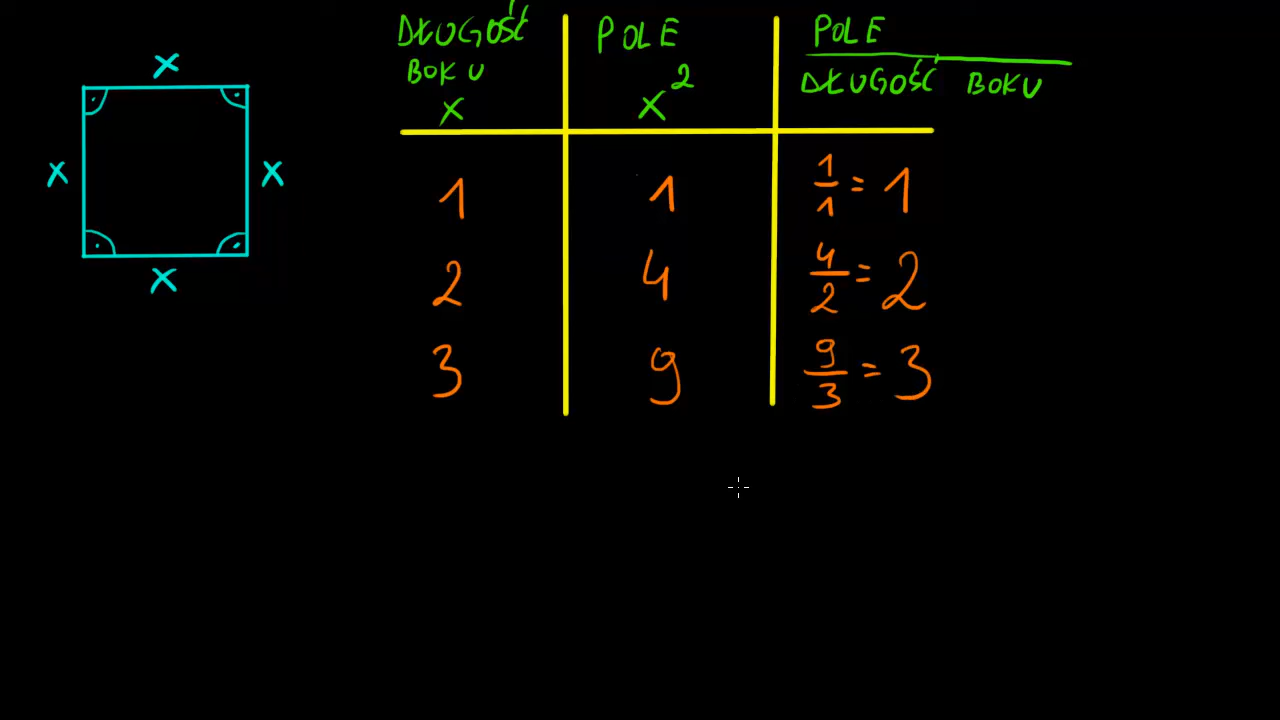 x
x
x
x
DŁUGOŚĆ
BOKU
x
POLE
x²
POLE
DŁUGOŚĆ BOKU
1 1 1/1 = 1
2 4 4/2 = 2
3 9 9/3 = 3